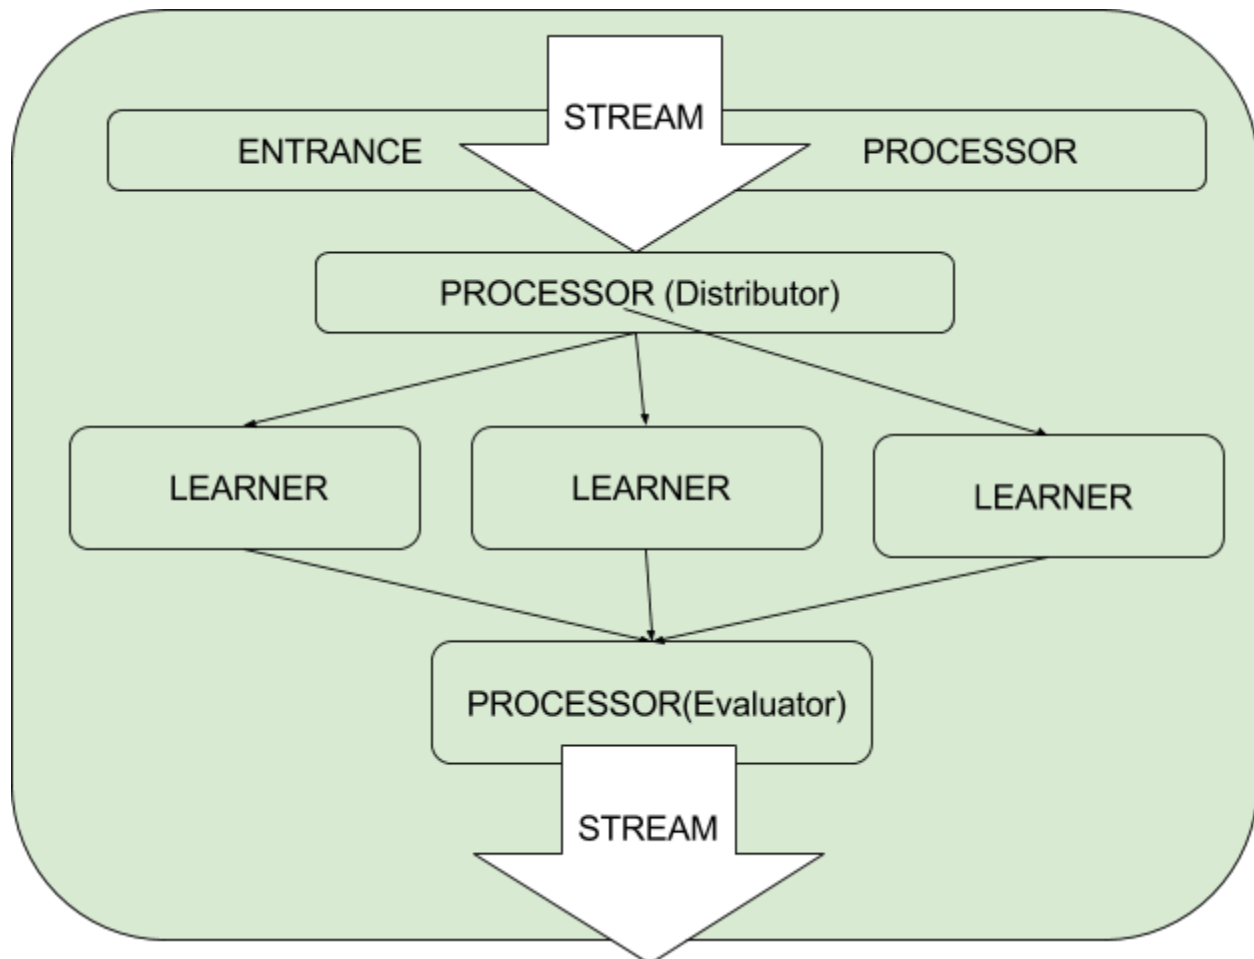 STREAM
ENTRANCE PROCESSOR
PROCESSOR (Distributor)
LEARNER LEARNER LEARNER
PROCESSOR(Evaluator)
STREAM